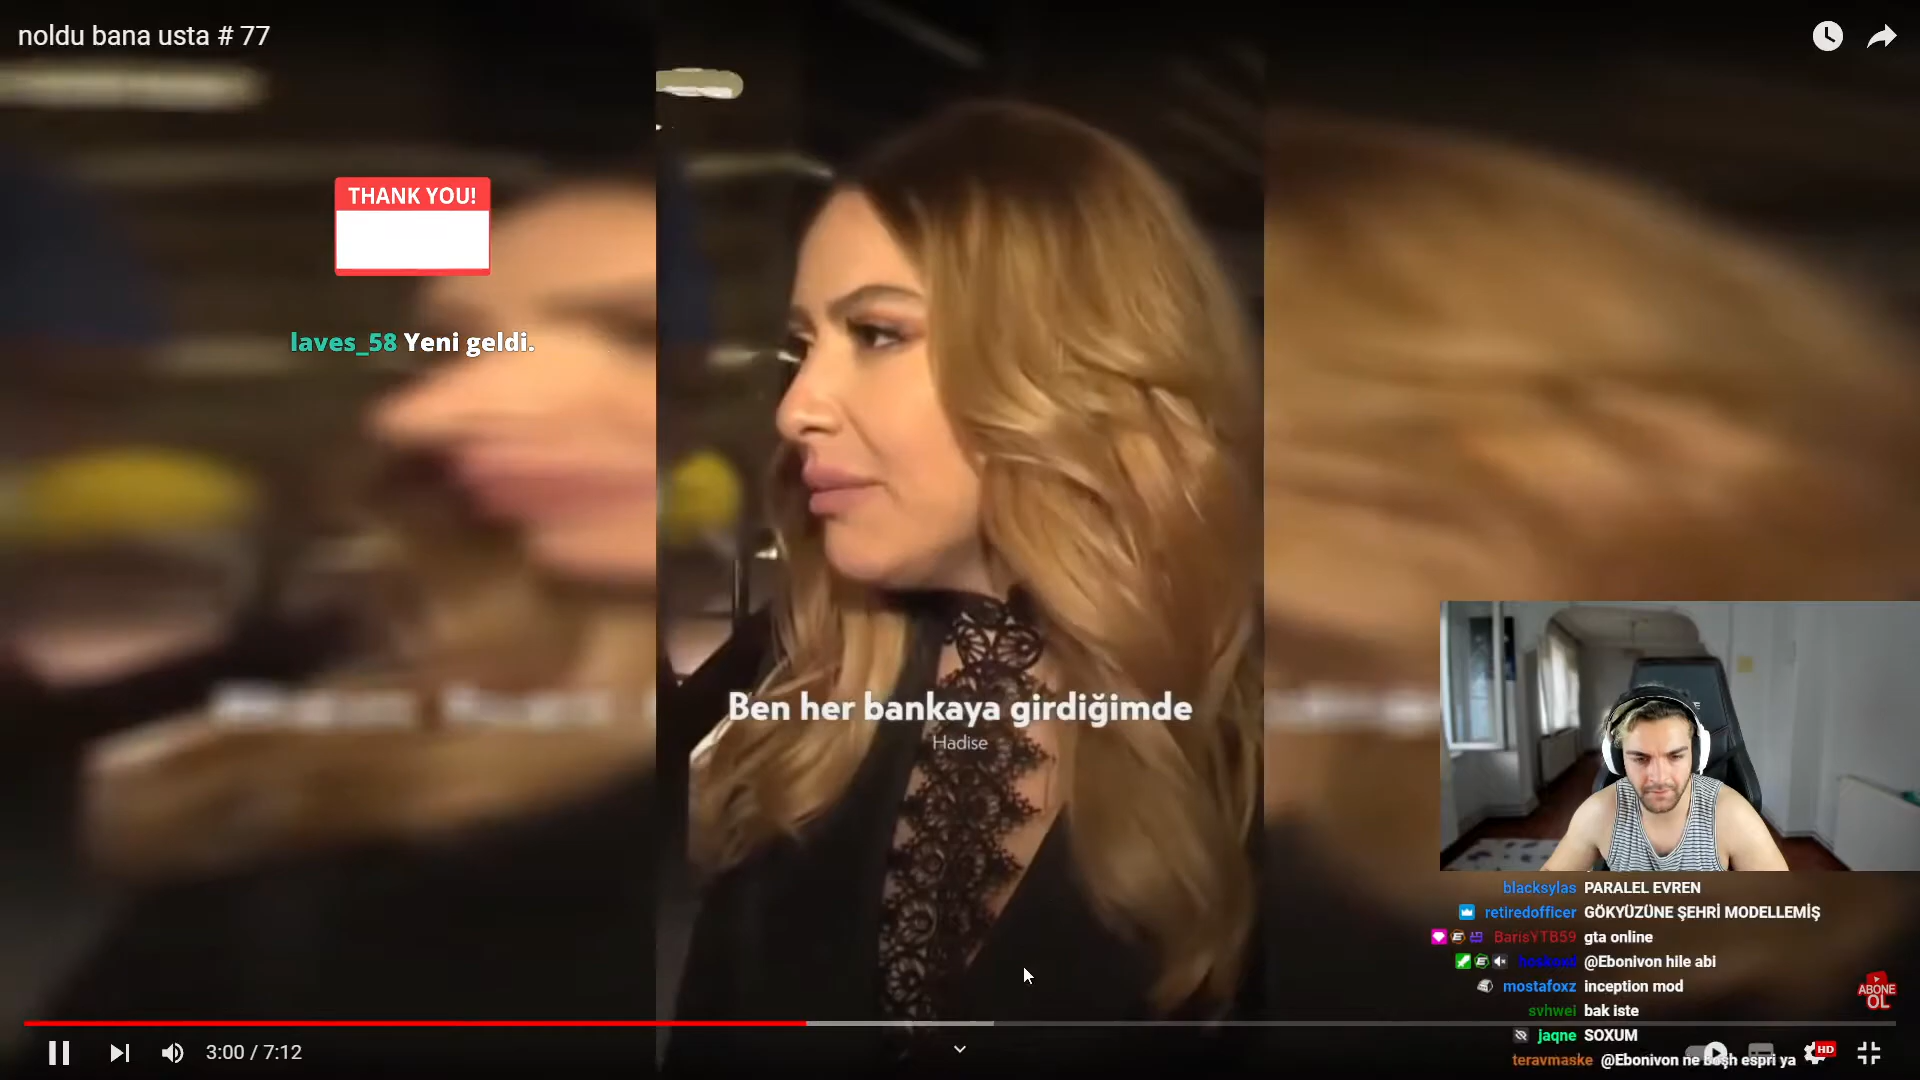 noldu bana usta # 77
THANK YOU!
laves_58 Yeni geldi.
Ben her bankaya girdiğimde
Hadise
blacksylas PARALEL EVREN
retiredofficer GÖKYÜZÜNE ŞEHRİ MODELLEMİŞ
BarisYTB59 gta online
@Ebonivon hile abi
mostafoxz inception mod
svhwei bak iste
jaqne SOXUM
teravmaske @Ebonivon ne boşh espri ya
ABONE
OL
3:00 / 7:12
HD